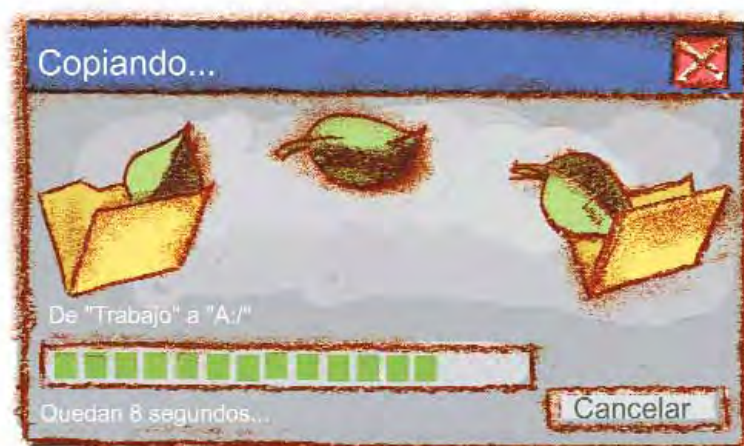 Copiando...
De "Trabajo" a "A:/"
Quedan 8 segundos...
Cancelar